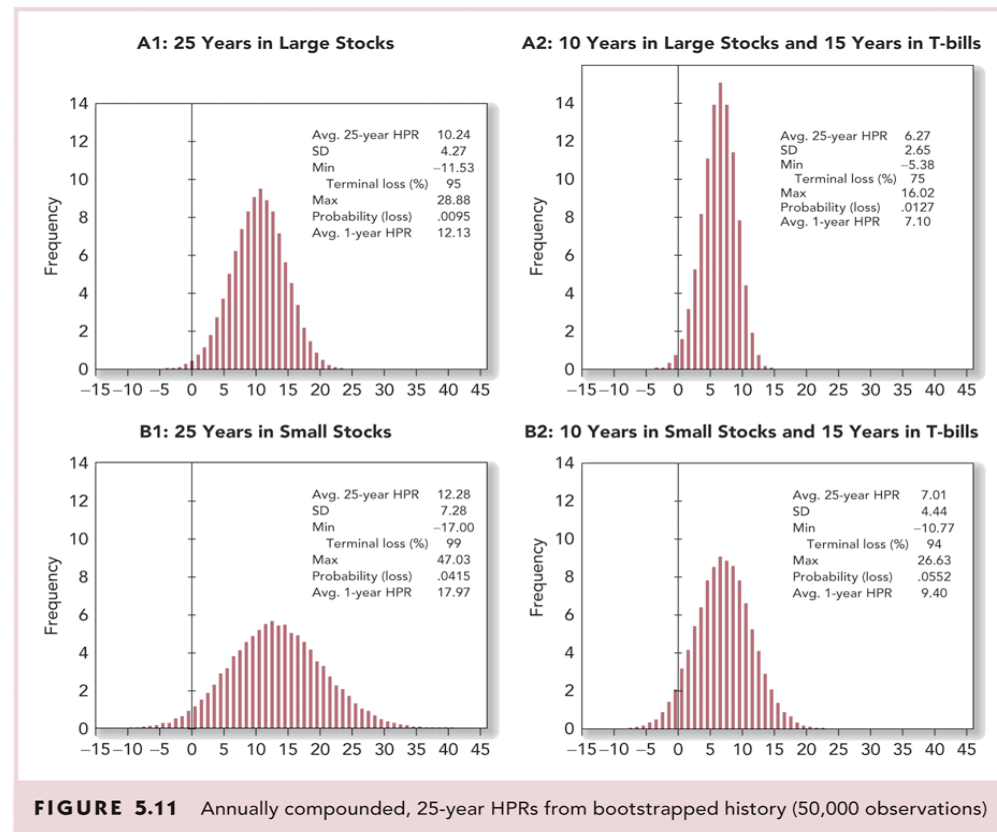 A1: 25 Years in Large Stocks
14
12
10
8
6
4
2
0
Frequency
Avg. 25-year HPR 10.24
SD 4.27
Min −11.53
Terminal loss (%) 95
Max 28.88
Probability (loss) .0095
Avg. 1-year HPR 12.13
−15 −10 −5 0 5 10 15 20 25 30 35 40 45
A2: 10 Years in Large Stocks and 15 Years in T-bills
14
12
10
8
6
4
2
0
Frequency
Avg. 25-year HPR 6.27
SD 2.65
Min −5.38
Terminal loss (%) 75
Max 16.02
Probability (loss) .0127
Avg. 1-year HPR 7.10
−15 −10 −5 0 5 10 15 20 25 30 35 40 45
B1: 25 Years in Small Stocks
14
12
10
8
6
4
2
0
Frequency
Avg. 25-year HPR 12.28
SD 7.28
Min −17.00
Terminal loss (%) 99
Max 47.03
Probability (loss) .0415
Avg. 1-year HPR 17.97
−15 −10 −5 0 5 10 15 20 25 30 35 40 45
B2: 10 Years in Small Stocks and 15 Years in T-bills
14
12
10
8
6
4
2
0
Frequency
Avg. 25-year HPR 7.01
SD 4.44
Min −10.77
Terminal loss (%) 94
Max 26.63
Probability (loss) .0552
Avg. 1-year HPR 9.40
−15 −10 −5 0 5 10 15 20 25 30 35 40 45
FIGURE 5.11 Annually compounded, 25-year HPRs from bootstrapped history (50,000 observations)